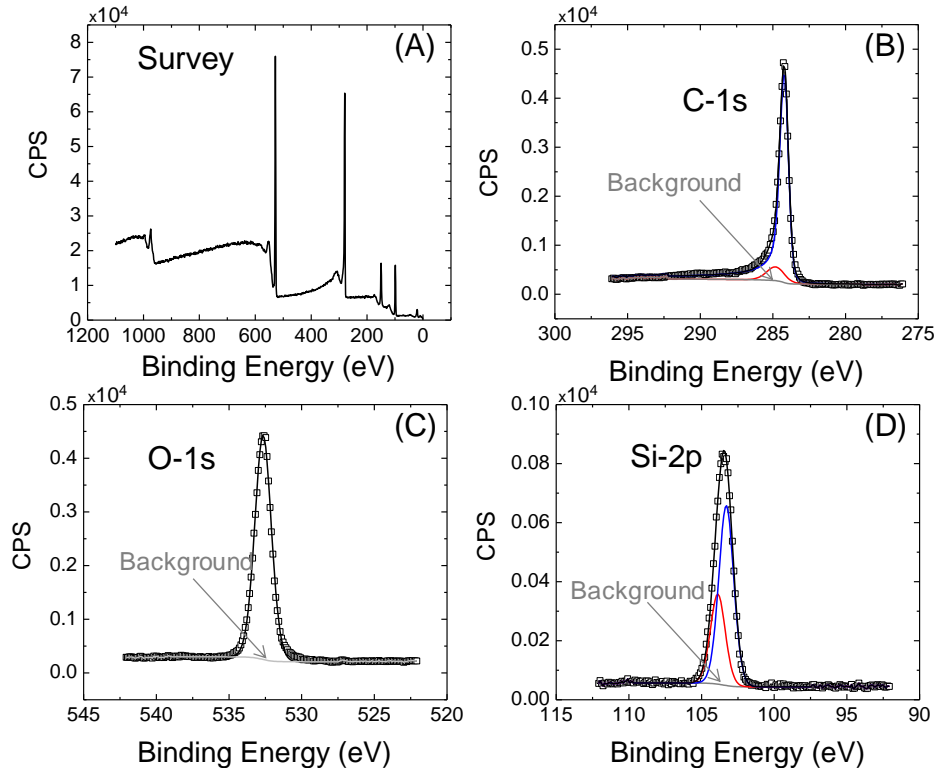 x10⁴
(A)
Survey
8
7
6
5
4
3
2
1
0
CPS
1200 1000 800 600 400 200 0
Binding Energy (eV)
x10⁴
(B)
C-1s
Background
0.5
0.4
0.3
0.2
0.1
0.0
CPS
300 295 290 285 280 275
Binding Energy (eV)
x10⁴
(C)
O-1s
Background
0.5
0.4
0.3
0.2
0.1
0.0
CPS
545 540 535 530 525 520
Binding Energy (eV)
x10⁴
(D)
Si-2p
Background
0.10
0.08
0.06
0.04
0.02
0.00
CPS
115 110 105 100 95 90
Binding Energy (eV)